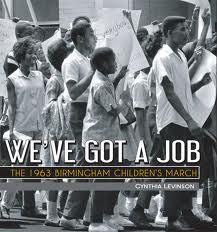 WE'VE GOT A JOB
THE 1963 BIRMINGHAM CHILDREN'S MARCH
CYNTHIA LEVINSON